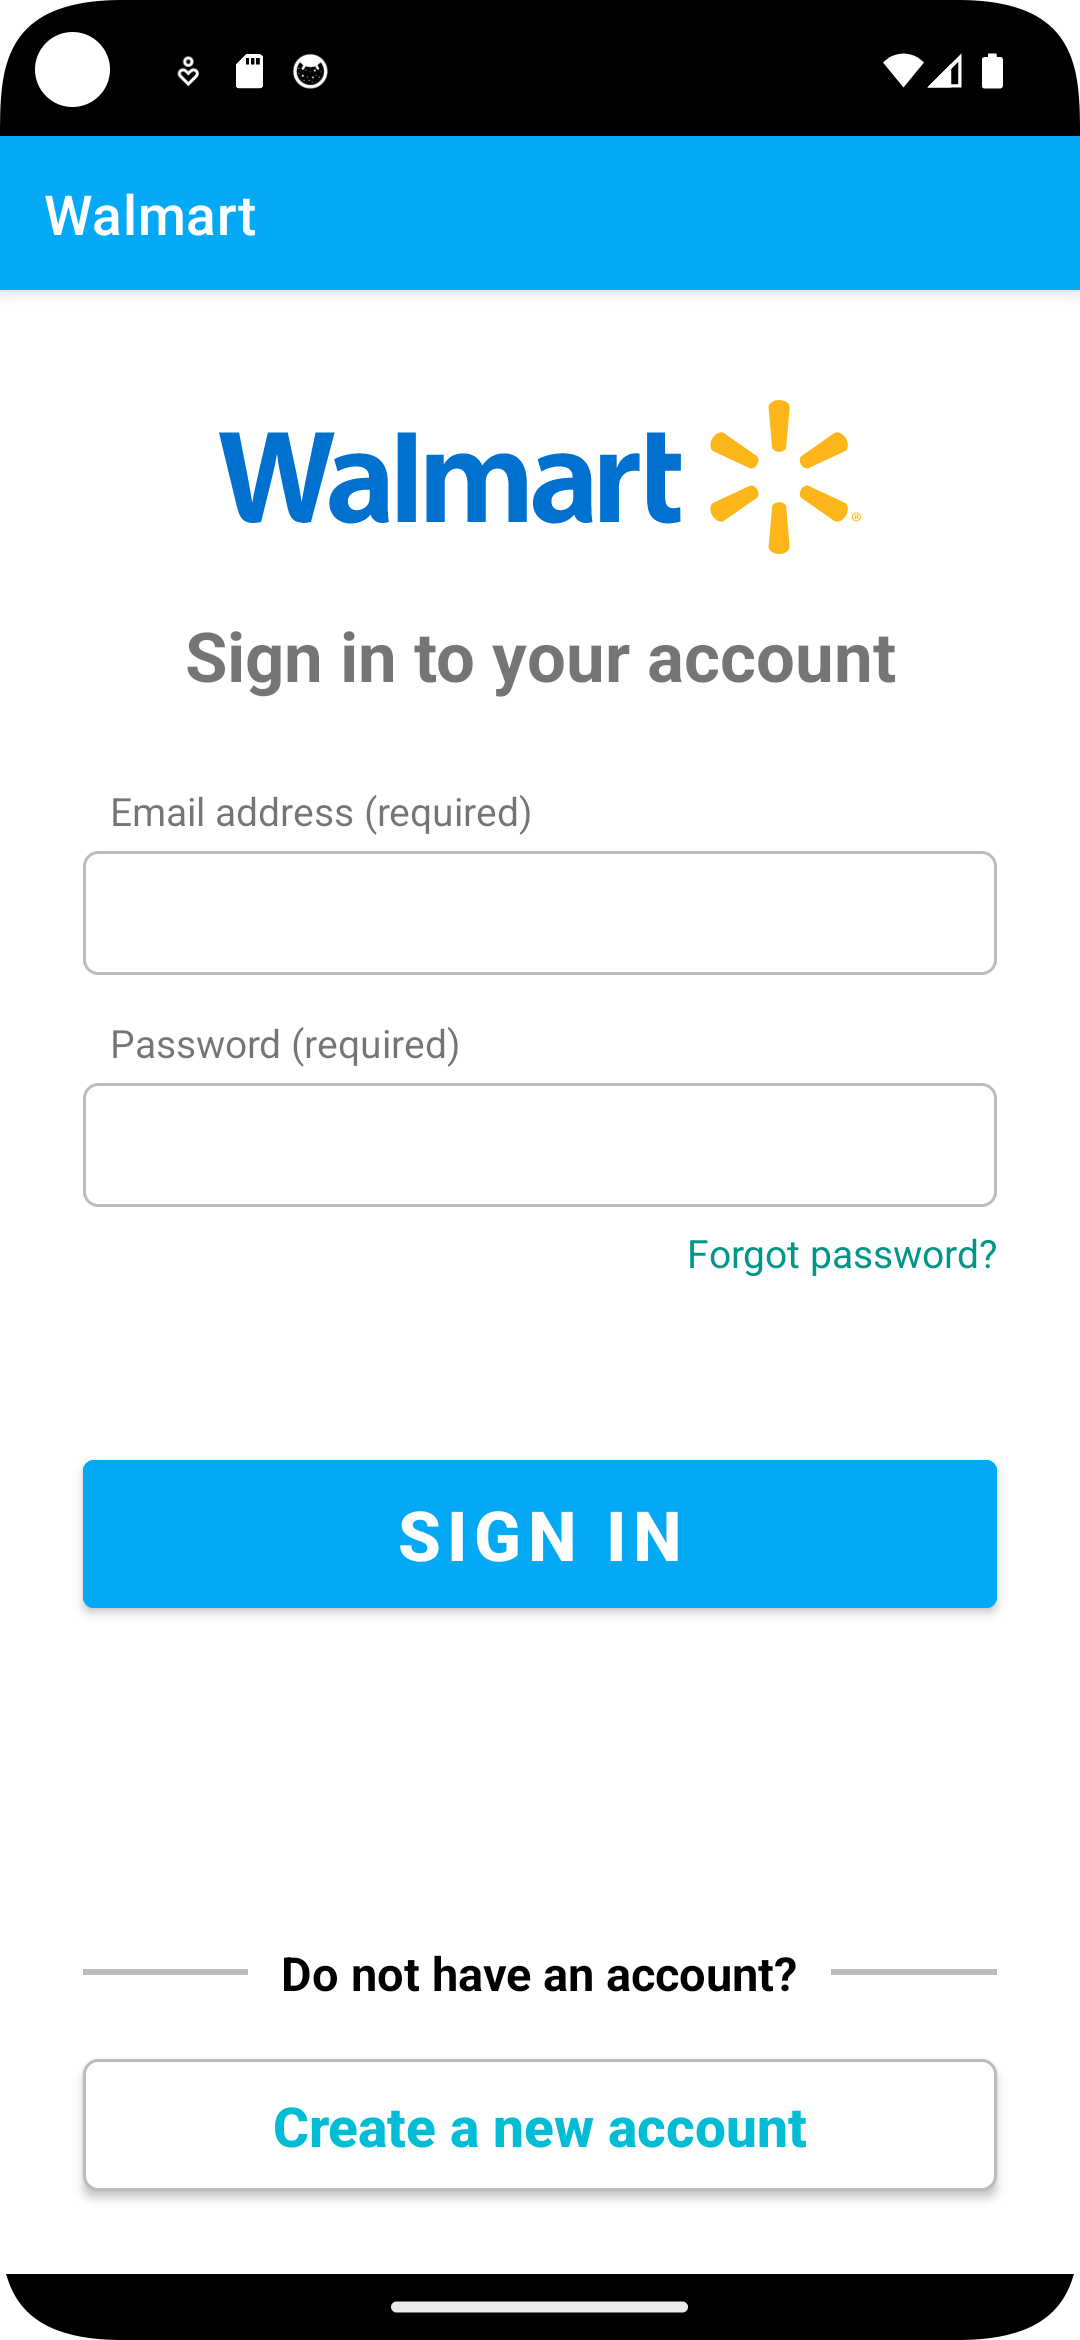 Walmart
Walmart
Sign in to your account
Email address (required)
Password (required)
Forgot password?
SIGN IN
Do not have an account?
Create a new account